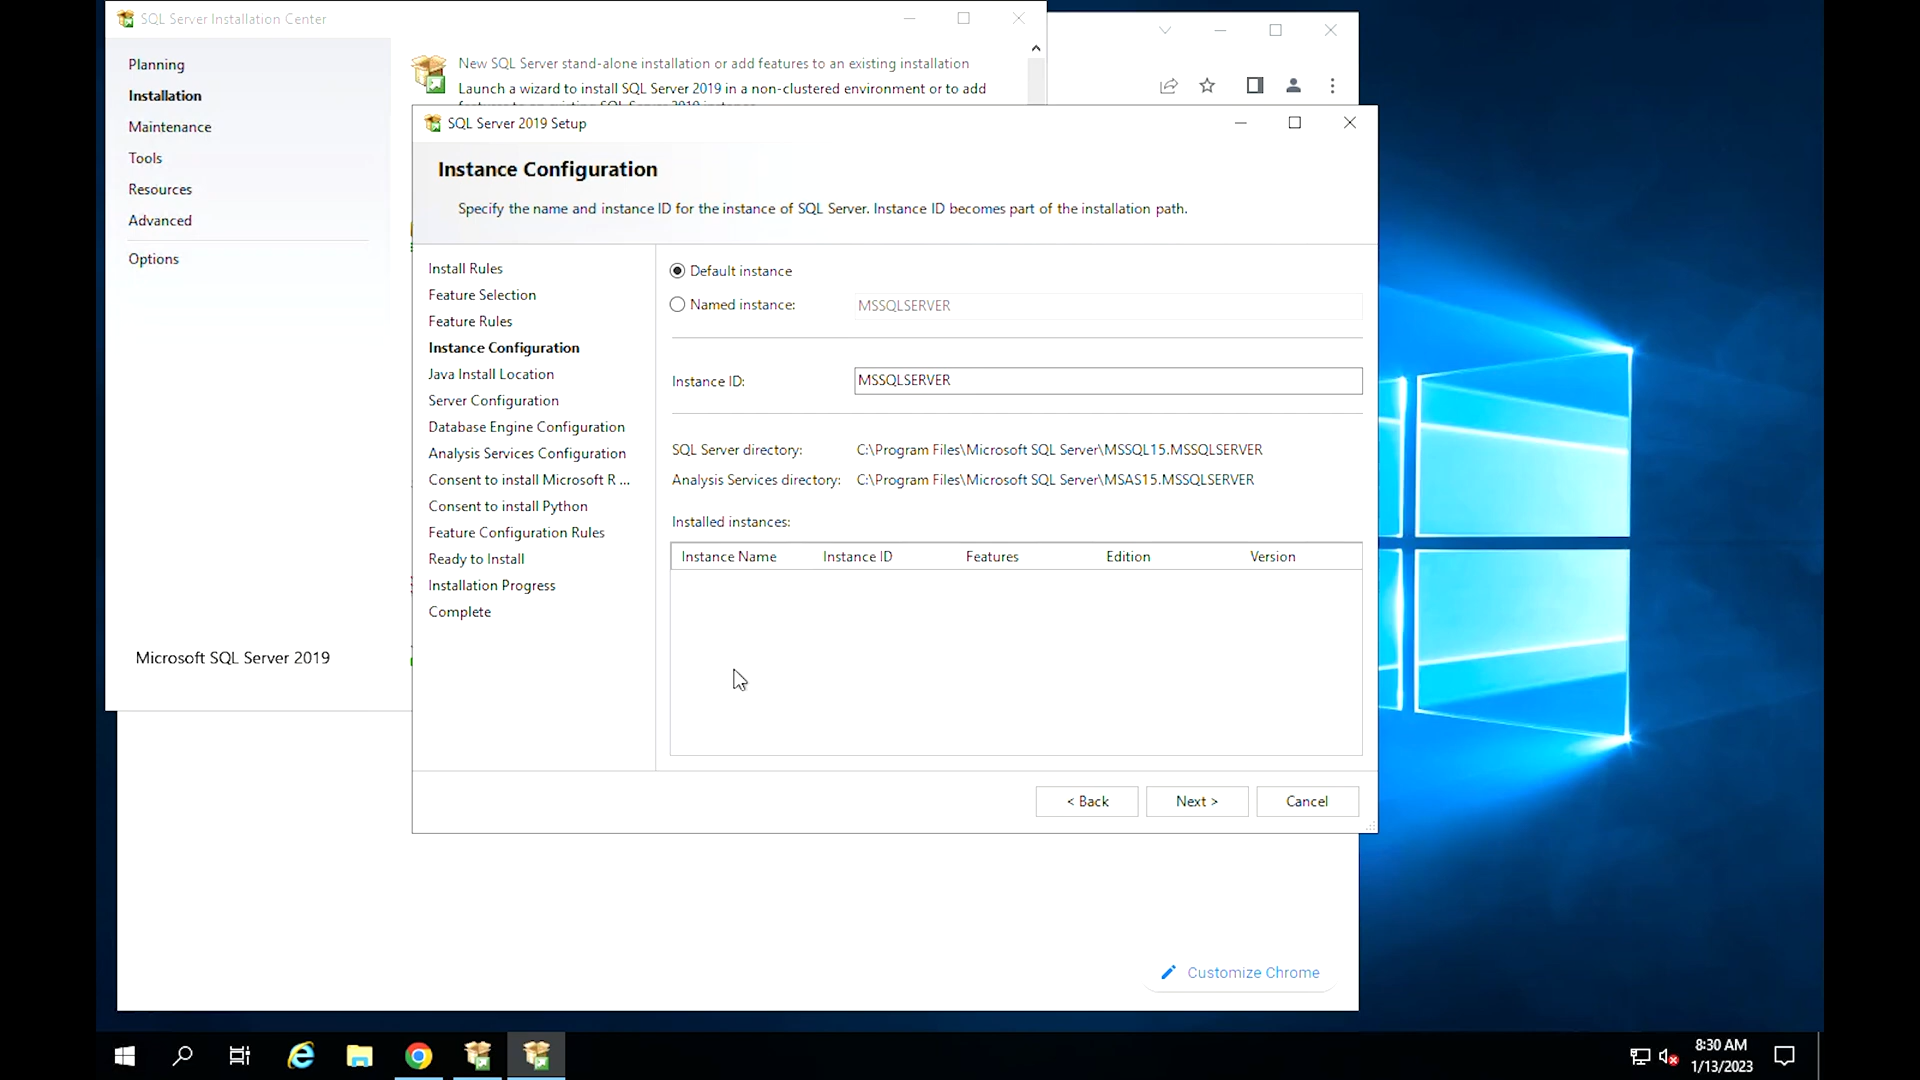 SQL Server Installation Center
Planning
Installation
Maintenance
Tools
Resources
Advanced
Options
Microsoft SQL Server 2019
New SQL Server stand-alone installation or add features to an existing installation
Launch a wizard to install SQL Server 2019 in a non-clustered environment or to add
SQL Server 2019 Setup
Instance Configuration
Specify the name and instance ID for the instance of SQL Server. Instance ID becomes part of the installation path.
Install Rules
Feature Selection
Feature Rules
Instance Configuration
Java Install Location
Server Configuration
Database Engine Configuration
Analysis Services Configuration
Consent to install Microsoft R ...
Consent to install Python
Feature Configuration Rules
Ready to Install
Installation Progress
Complete
Default instance
Named instance: MSSQLSERVER
Instance ID: MSSQLSERVER
SQL Server directory: C:\Program Files\Microsoft SQL Server\MSSQL15.MSSQLSERVER
Analysis Services directory: C:\Program Files\Microsoft SQL Server\MSAS15.MSSQLSERVER
Installed instances:
Instance Name Instance ID Features Edition Version
< Back Next > Cancel
Customize Chrome
8:30 AM
1/13/2023